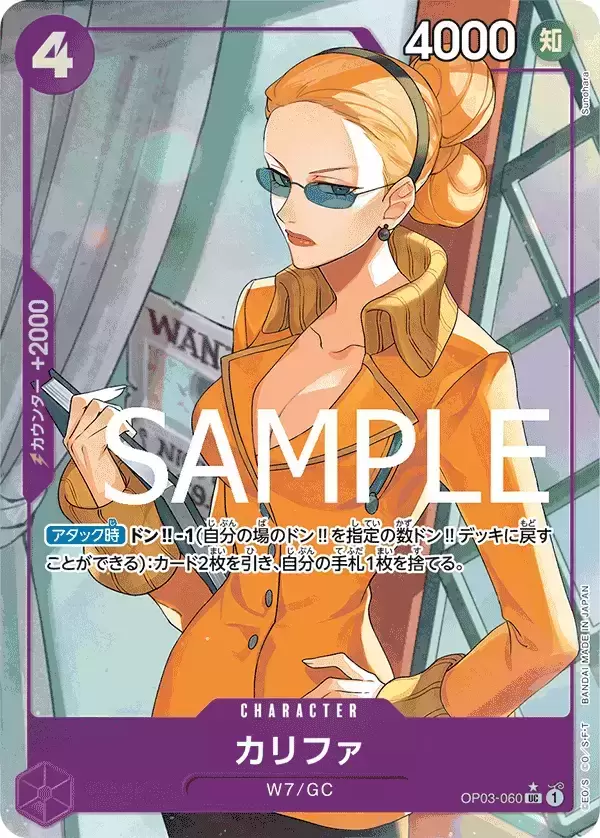 4
4000
知
Sunohara
カウンター +2000
WAN
SAMPLE
アタック時 ドン!!-1(自分の場のドン!!を指定の数ドン!!デッキに戻す
ことができる):カード2枚を引き、自分の手札1枚を捨てる。
CHARACTER
カリファ
W7/GC
OP03-060 UC 1
BANDAI MADE IN JAPAN